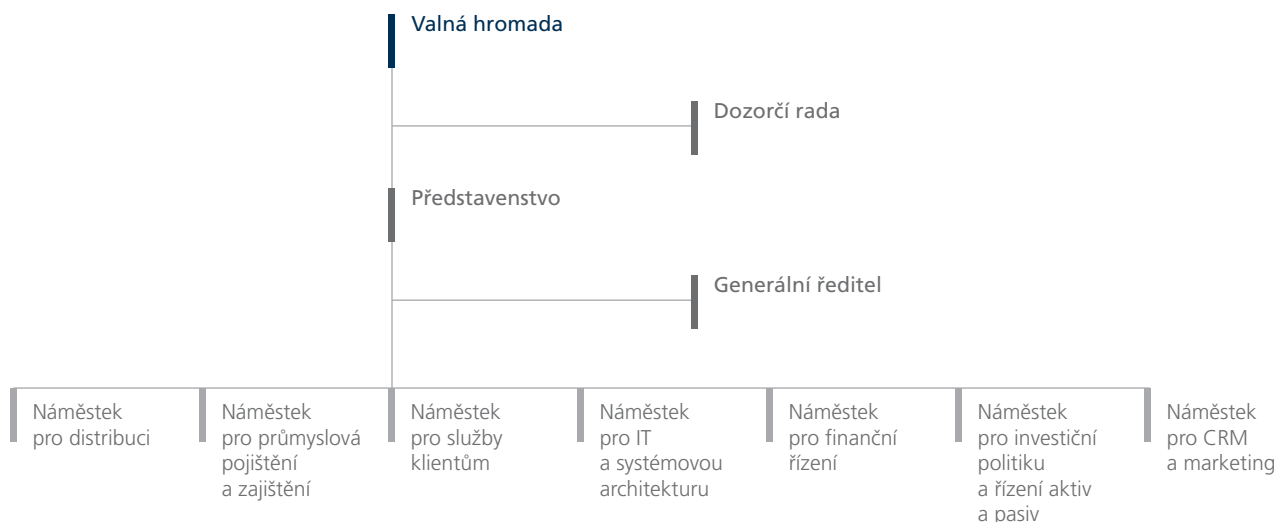 Valná hromada
Dozorčí rada
Představenstvo
Generální ředitel
Náměstek
pro distribuci
Náměstek
pro průmyslová
pojištění
a zajištění
Náměstek
pro služby
klientům
Náměstek
pro IT
a systémovou
architekturu
Náměstek
pro finanční
řízení
Náměstek
pro investiční
politiku
a řízení aktiv
a pasiv
Náměstek
pro CRM
a marketing